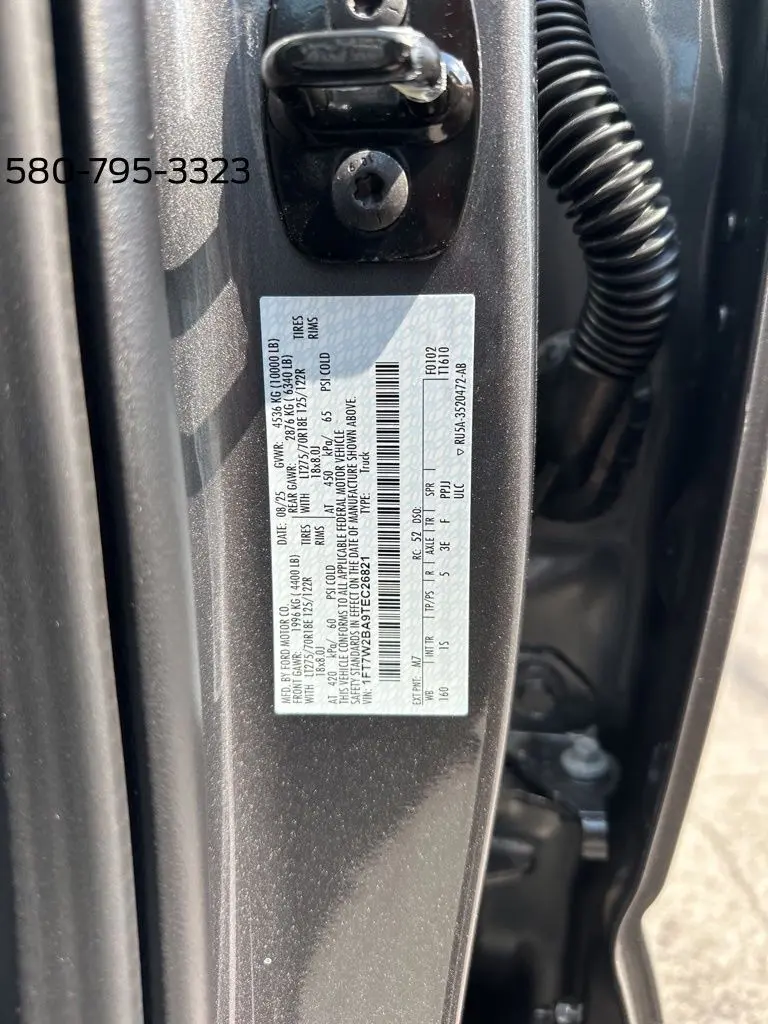 580-795-3323
MFD. BY FORD MOTOR CO.
DATE: 08/25 GVWR: 4536 KG (10000 LB)
FRONT GAWR: 1996 KG (4400 LB)
REAR GAWR: 2876 KG (6340 LB)
WITH LT275/70R18E 125/122R TIRES
WITH LT275/70R18E 125/122R TIRES
18x8.0J RIMS
18x8.0J RIMS
AT 420 kPa/ 60 PSI COLD
AT 450 kPa/ 65 PSI COLD
THIS VEHICLE CONFORMS TO ALL APPLICABLE FEDERAL MOTOR VEHICLE
SAFETY STANDARDS IN EFFECT ON THE DATE OF MANUFACTURE SHOWN ABOVE.
VIN: 1FT7W2BA9TEC26821 TYPE: Truck
EXT PNT: M7 RC: 52 DSO: F0102
WB INT TR TP/PS R AXLE TR SPR T1610
160 15 5 3E F PPJJ
ULC ▽ RU5A-3520472-AB